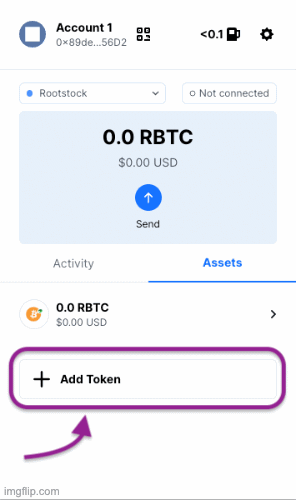 Account 1
0×89de...56D2
<0.1
Rootstock
Not connected
0.0 RBTC
$0.00 USD
Send
Activity
Assets
0.0 RBTC
$0.00 USD
Add Token
imgflip.com